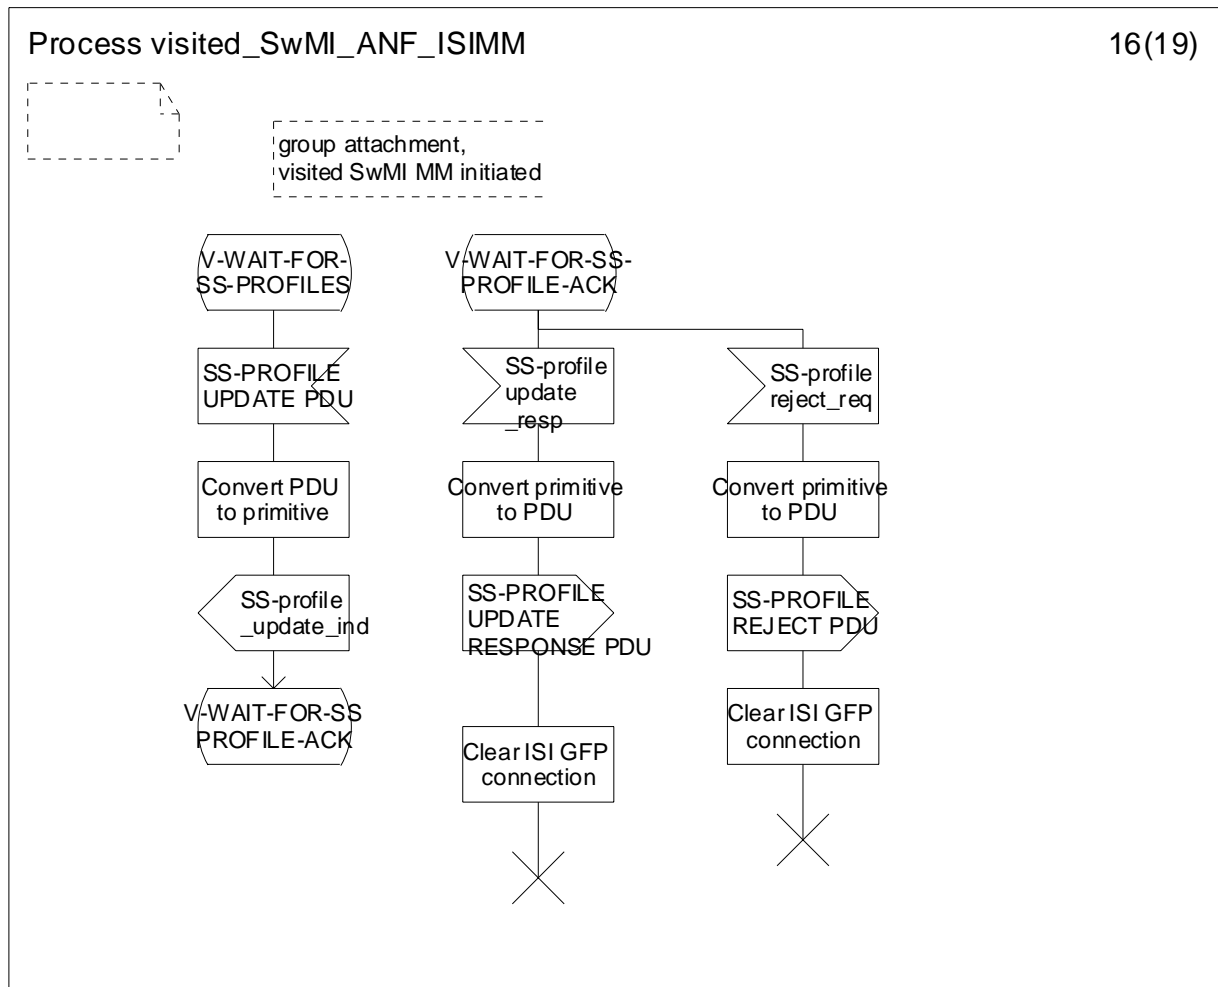 Process visited_SwMI_ANF_ISIMM
16(19)
group attachment,
visited SwMI MM initiated
V-WAIT-FOR-
SS-PROFILES
V-WAIT-FOR-SS-
PROFILE-ACK
SS-PROFILE
UPDATE PDU
SS-profile
update
_resp
SS-profile
reject_req
Convert PDU
to primitive
Convert primitive
to PDU
Convert primitive
to PDU
SS-profile
_update_ind
SS-PROFILE
UPDATE
RESPONSE PDU
SS-PROFILE
REJECT PDU
V-WAIT-FOR-SS
PROFILE-ACK
Clear ISI GFP
connection
Clear ISI GFP
connection